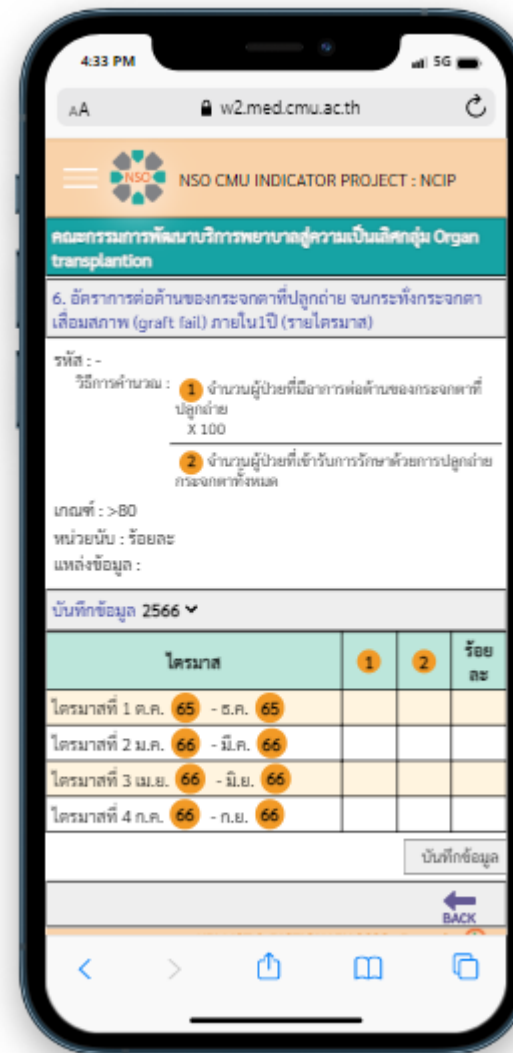 4:33 PM
5G
AA
w2.med.cmu.ac.th
NSO
NSO CMU INDICATOR PROJECT : NCIP
คณะกรรมการพัฒนาบริการพยาบาลสู่ความเป็นเลิศกลุ่ม Organ
transplantion
6. อัตราการต่อต้านของกระจกตาที่ปลูกถ่าย จนกระทั่งกระจกตา
เสื่อมสภาพ (graft fail) ภายใน1ปี (รายไตรมาส)
รหัส : -
วิธีการคำนวณ : 1 จำนวนผู้ป่วยที่มีอาการต่อต้านของกระจกตาที่
ปลูกถ่าย
X 100
2 จำนวนผู้ป่วยที่เข้ารับการรักษาด้วยการปลูกถ่าย
กระจกตาทั้งหมด
เกณฑ์ : >80
หน่วยนับ : ร้อยละ
แหล่งข้อมูล :
บันทึกข้อมูล 2566
ไตรมาส 1 2 ร้อย
ละ
ไตรมาสที่ 1 ต.ค. 65 - ธ.ค. 65
ไตรมาสที่ 2 ม.ค. 66 - มี.ค. 66
ไตรมาสที่ 3 เม.ย. 66 - มิ.ย. 66
ไตรมาสที่ 4 ก.ค. 66 - ก.ย. 66
บันทึกข้อมูล
BACK